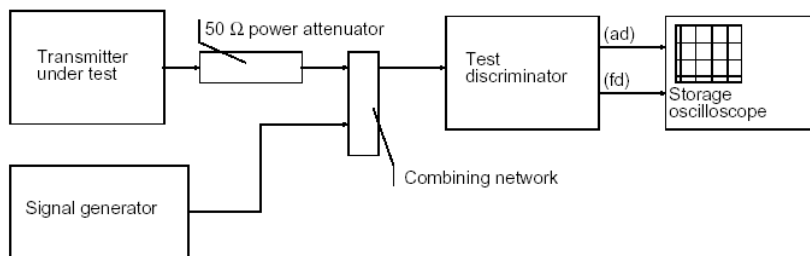 50 Ω power attenuator
Transmitter
under test
Test
discriminator
(ad)
(fd)
Storage
oscilloscope
Combining network
Signal generator